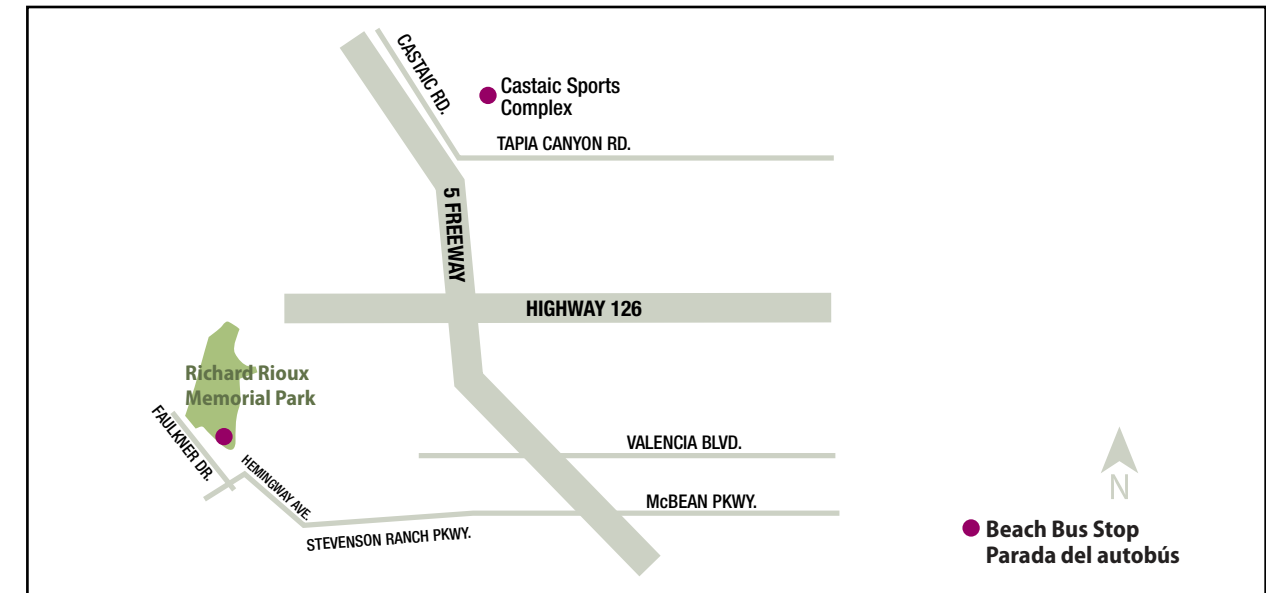 CASTAIC RD.
Castaic Sports
Complex
TAPIA CANYON RD.
5 FREEWAY
HIGHWAY 126
Richard Rioux
Memorial Park
FAULKNER DR.
HEMINGWAY AVE.
VALENCIA BLVD.
McBEAN PKWY.
STEVENSON RANCH PKWY.
N
Beach Bus Stop
Parada del autobús